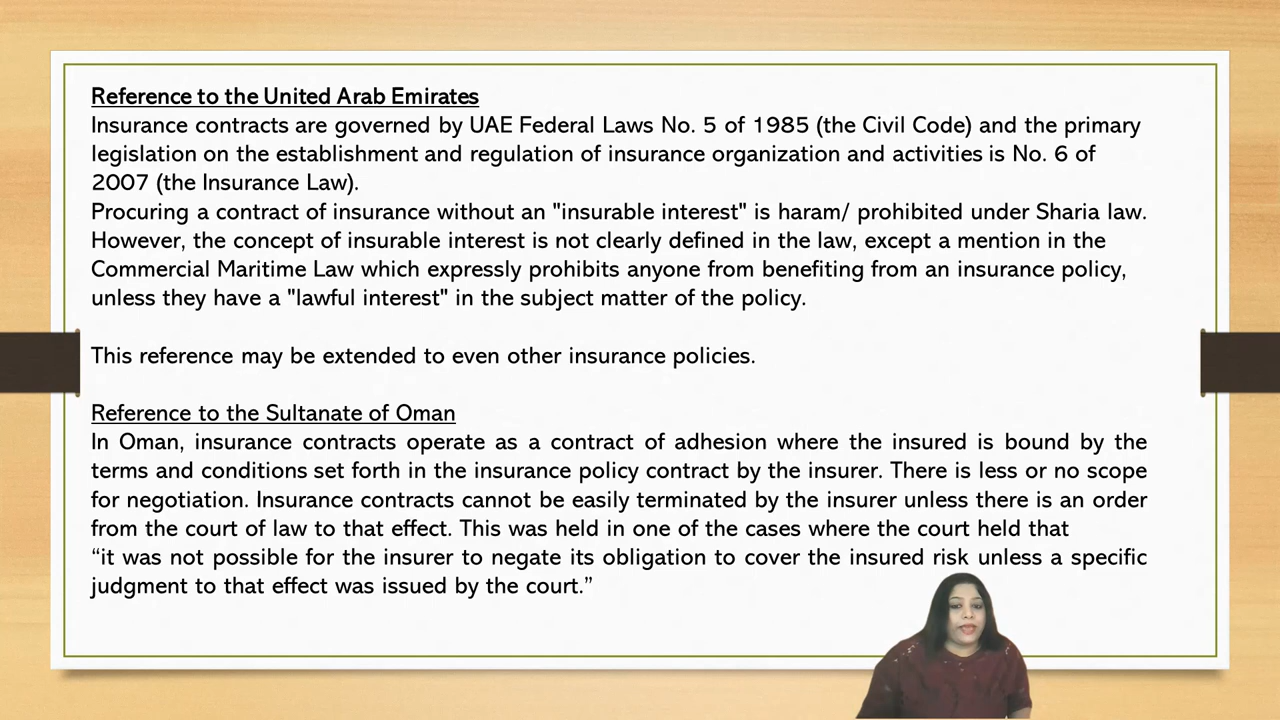 Reference to the United Arab Emirates
Insurance contracts are governed by UAE Federal Laws No. 5 of 1985 (the Civil Code) and the primary
legislation on the establishment and regulation of insurance organization and activities is No. 6 of
2007 (the Insurance Law).
Procuring a contract of insurance without an "insurable interest" is haram/ prohibited under Sharia law.
However, the concept of insurable interest is not clearly defined in the law, except a mention in the
Commercial Maritime Law which expressly prohibits anyone from benefiting from an insurance policy,
unless they have a "lawful interest" in the subject matter of the policy.
This reference may be extended to even other insurance policies.
Reference to the Sultanate of Oman
In Oman, insurance contracts operate as a contract of adhesion where the insured is bound by the
terms and conditions set forth in the insurance policy contract by the insurer. There is less or no scope
for negotiation. Insurance contracts cannot be easily terminated by the insurer unless there is an order
from the court of law to that effect. This was held in one of the cases where the court held that
“it was not possible for the insurer to negate its obligation to cover the insured risk unless a specific
judgment to that effect was issued by the court.”